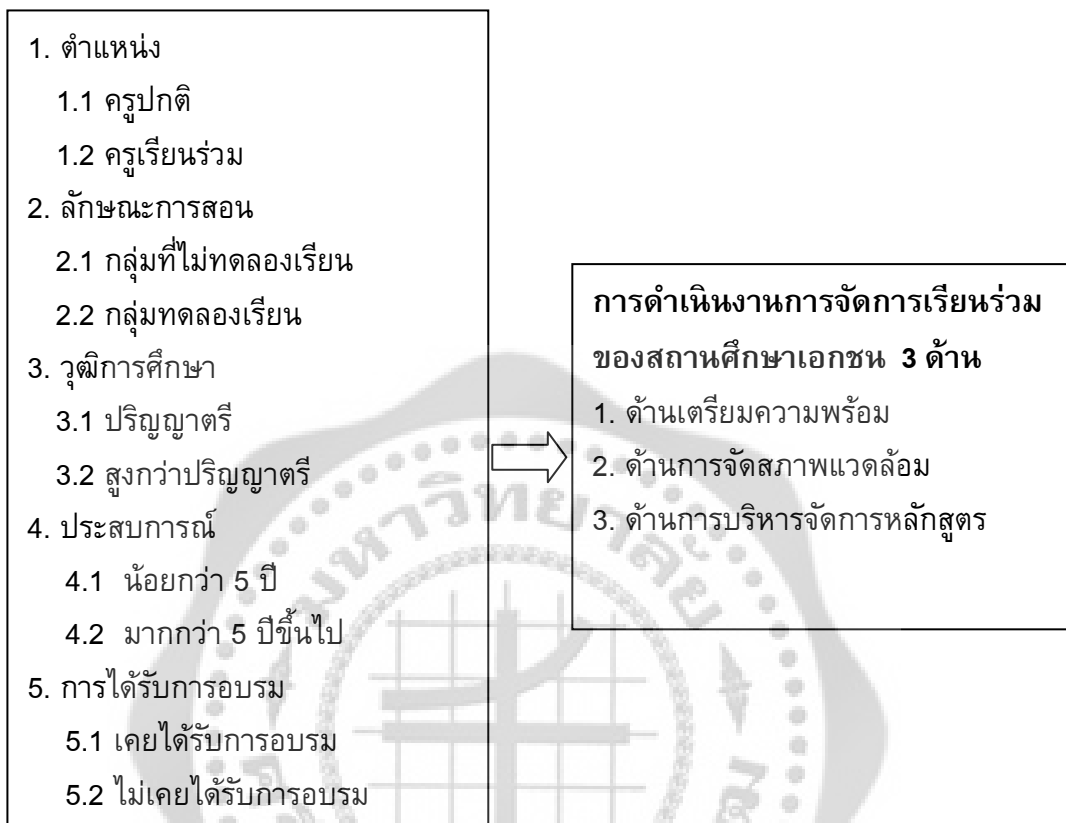 1. ตำแหน่ง
1.1 ครูปกติ
1.2 ครูเรียนร่วม
2. ลักษณะการสอน
2.1 กลุ่มที่ไม่ทดลองเรียน
2.2 กลุ่มทดลองเรียน
3. วุฒิการศึกษา
3.1 ปริญญาตรี
3.2 สูงกว่าปริญญาตรี
4. ประสบการณ์
4.1 น้อยกว่า 5 ปี
4.2 มากกว่า 5 ปีขึ้นไป
5. การได้รับการอบรม
5.1 เคยได้รับการอบรม
5.2 ไม่เคยได้รับการอบรม
การดำเนินงานการจัดการเรียนร่วม
ของสถานศึกษาเอกชน 3 ด้าน
1. ด้านเตรียมความพร้อม
2. ด้านการจัดสภาพแวดล้อม
3. ด้านการบริหารจัดการหลักสูตร
มหาวิทยาลัย